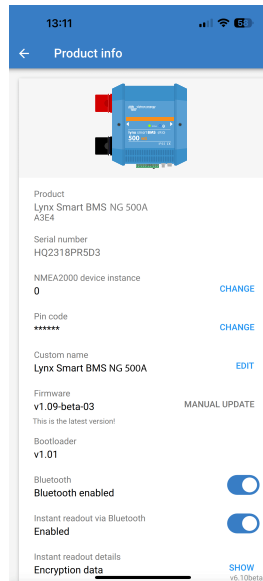 13:11
Product info
500
Product
Lynx Smart BMS NG 500A
A3E4
Serial number
HQ2318PR5D3
NMEA2000 device instance
0
CHANGE
Pin code
******
CHANGE
Custom name
Lynx Smart BMS NG 500A
EDIT
Firmware
v1.09-beta-03
MANUAL UPDATE
This is the latest version!
Bootloader
v1.01
Bluetooth
Bluetooth enabled
Instant readout via Bluetooth
Enabled
Instant readout details
Encryption data
SHOW
v6.10beta